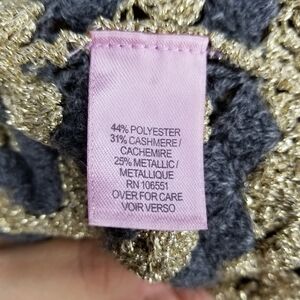 44% POLYESTER
31% CASHMERE/
CACHEMIRE
25% METALLIC/
METALLIQUE
RN 106551
OVER FOR CARE
VOIR VERSO